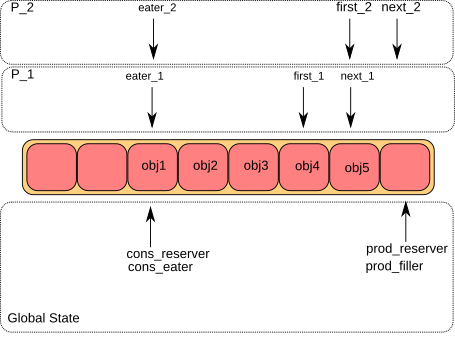 P_2
eater_2
first_2
next_2
P_1
eater_1
first_1
next_1
obj1
obj2
obj3
obj4
obj5
cons_reserver
cons_eater
prod_reserver
prod_filler
Global State